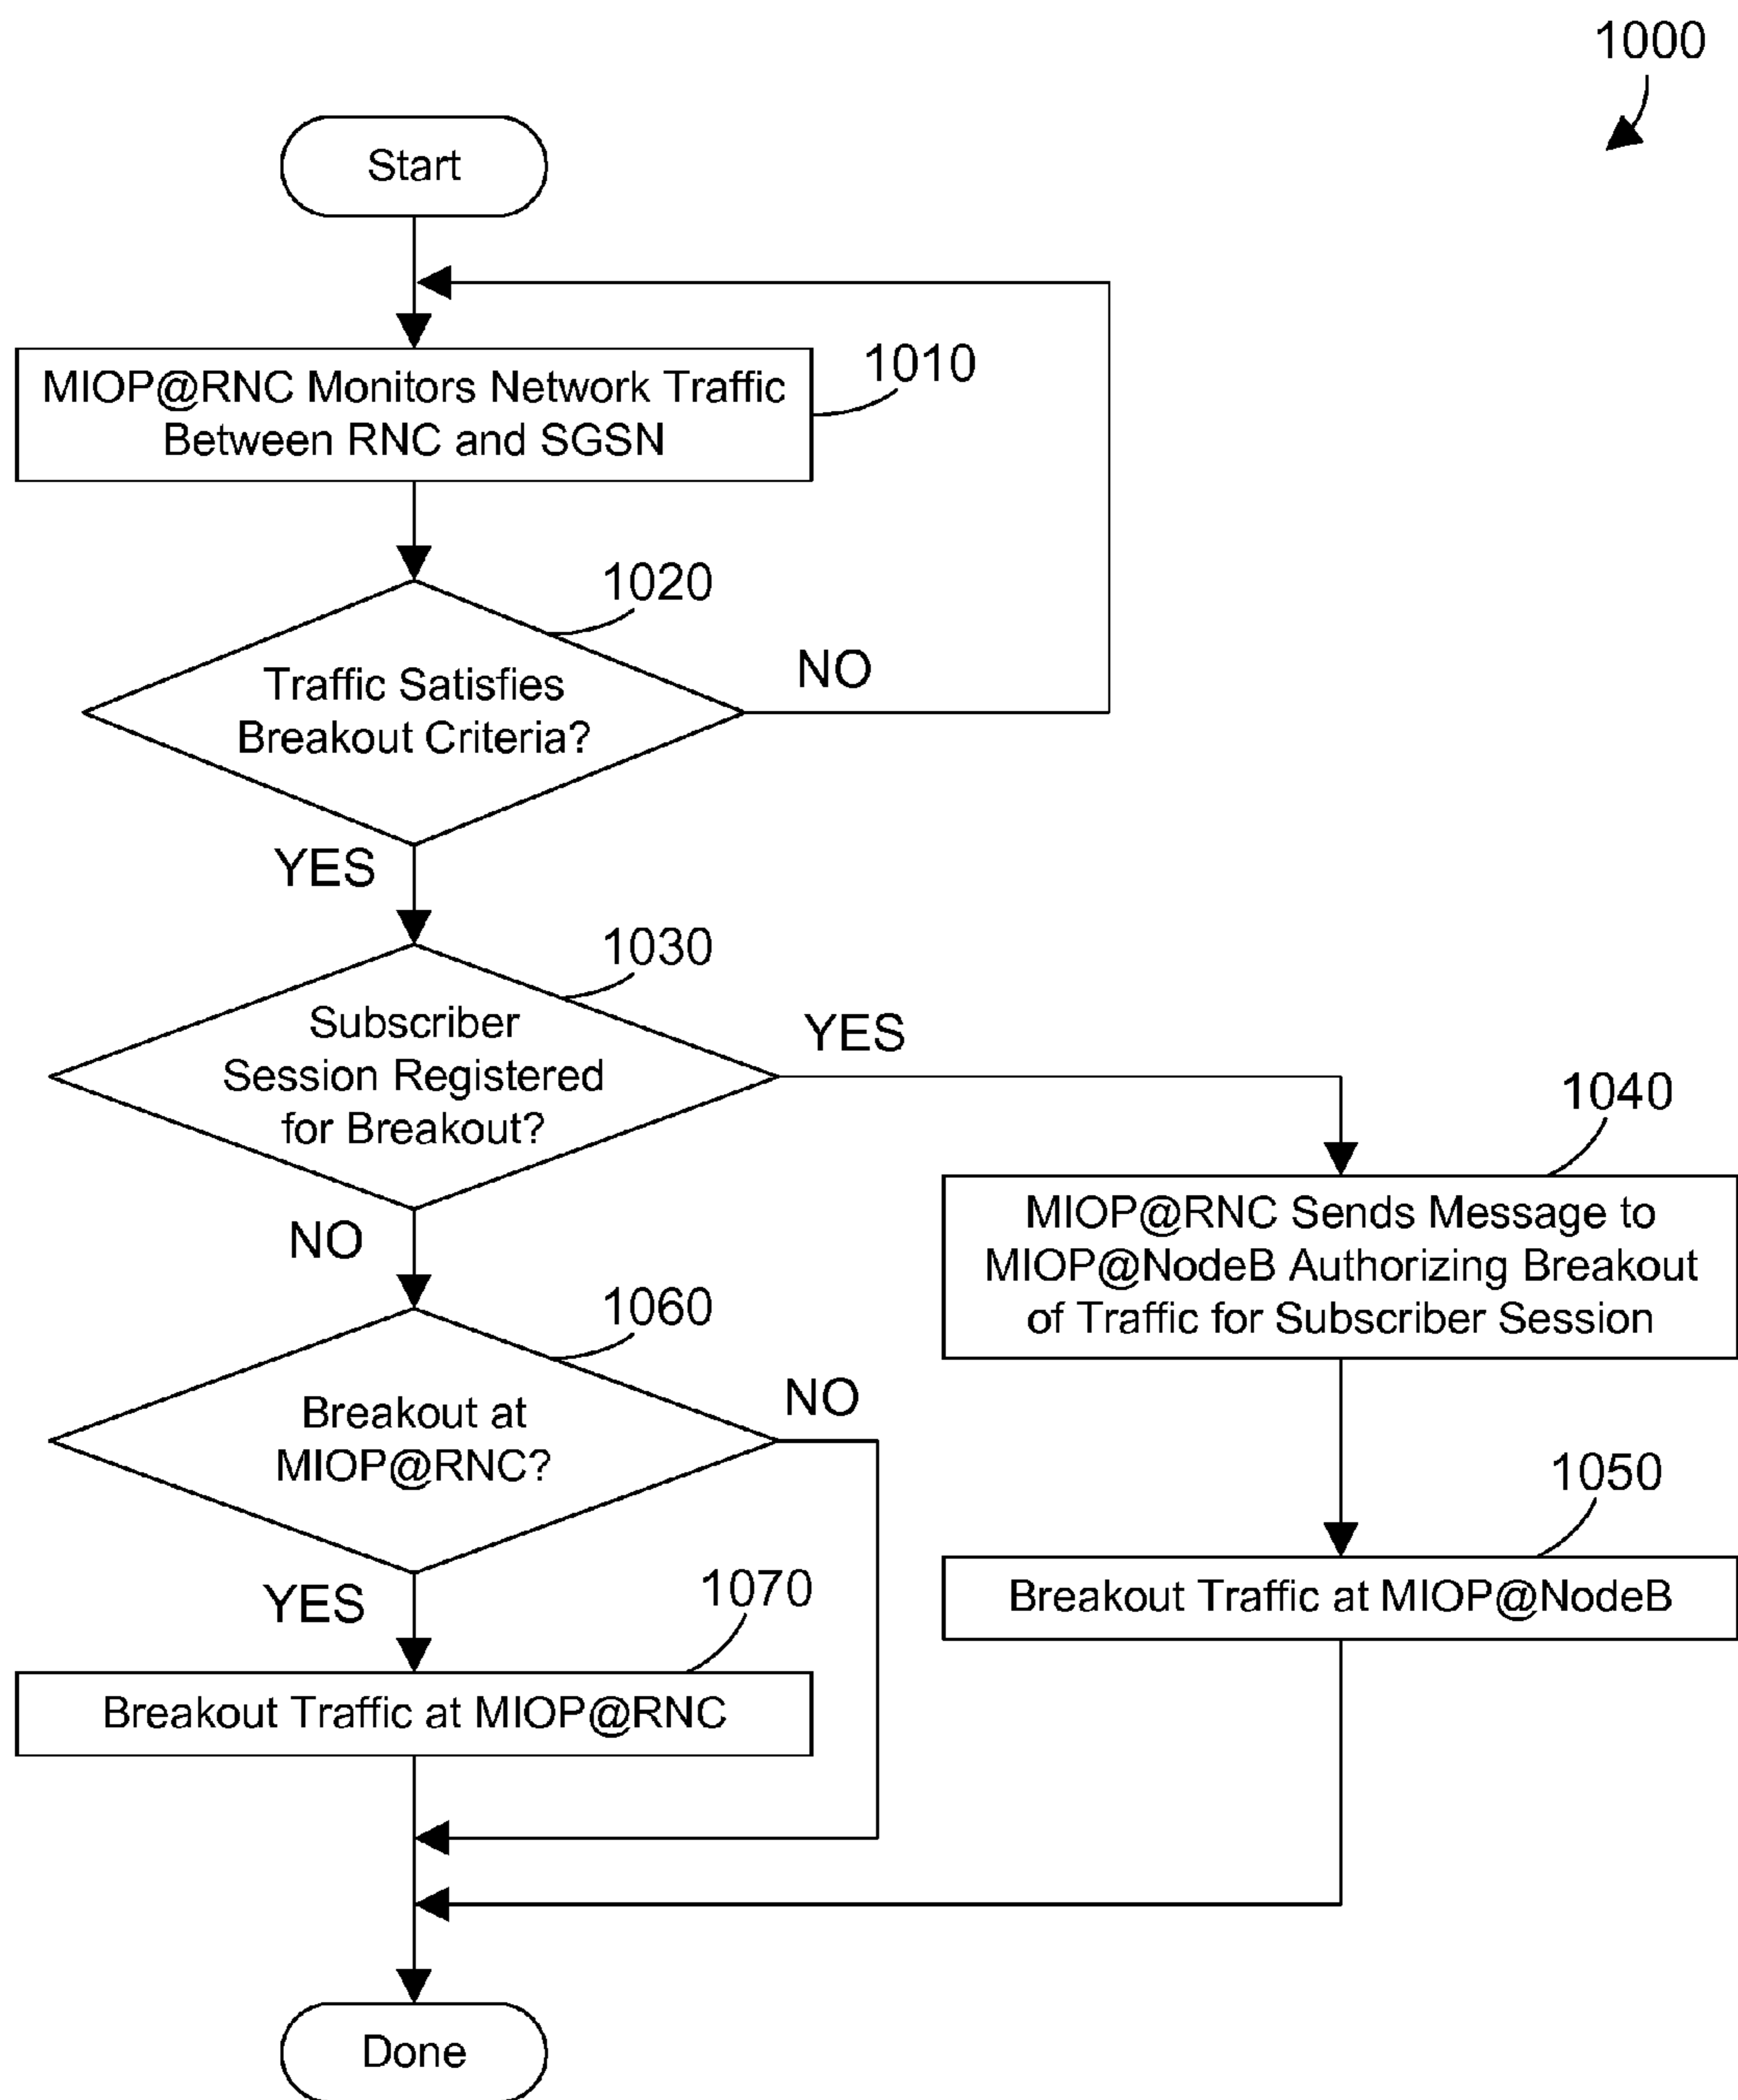 1000
Start
MIOP@RNC Monitors Network Traffic
Between RNC and SGSN
1010
1020
Traffic Satisfies
Breakout Criteria?
NO
YES
1030
Subscriber
Session Registered
for Breakout?
YES
NO
1040
MIOP@RNC Sends Message to
MIOP@NodeB Authorizing Breakout
of Traffic for Subscriber Session
1060
Breakout at
MIOP@RNC?
NO
YES
1050
Breakout Traffic at MIOP@NodeB
1070
Breakout Traffic at MIOP@RNC
Done